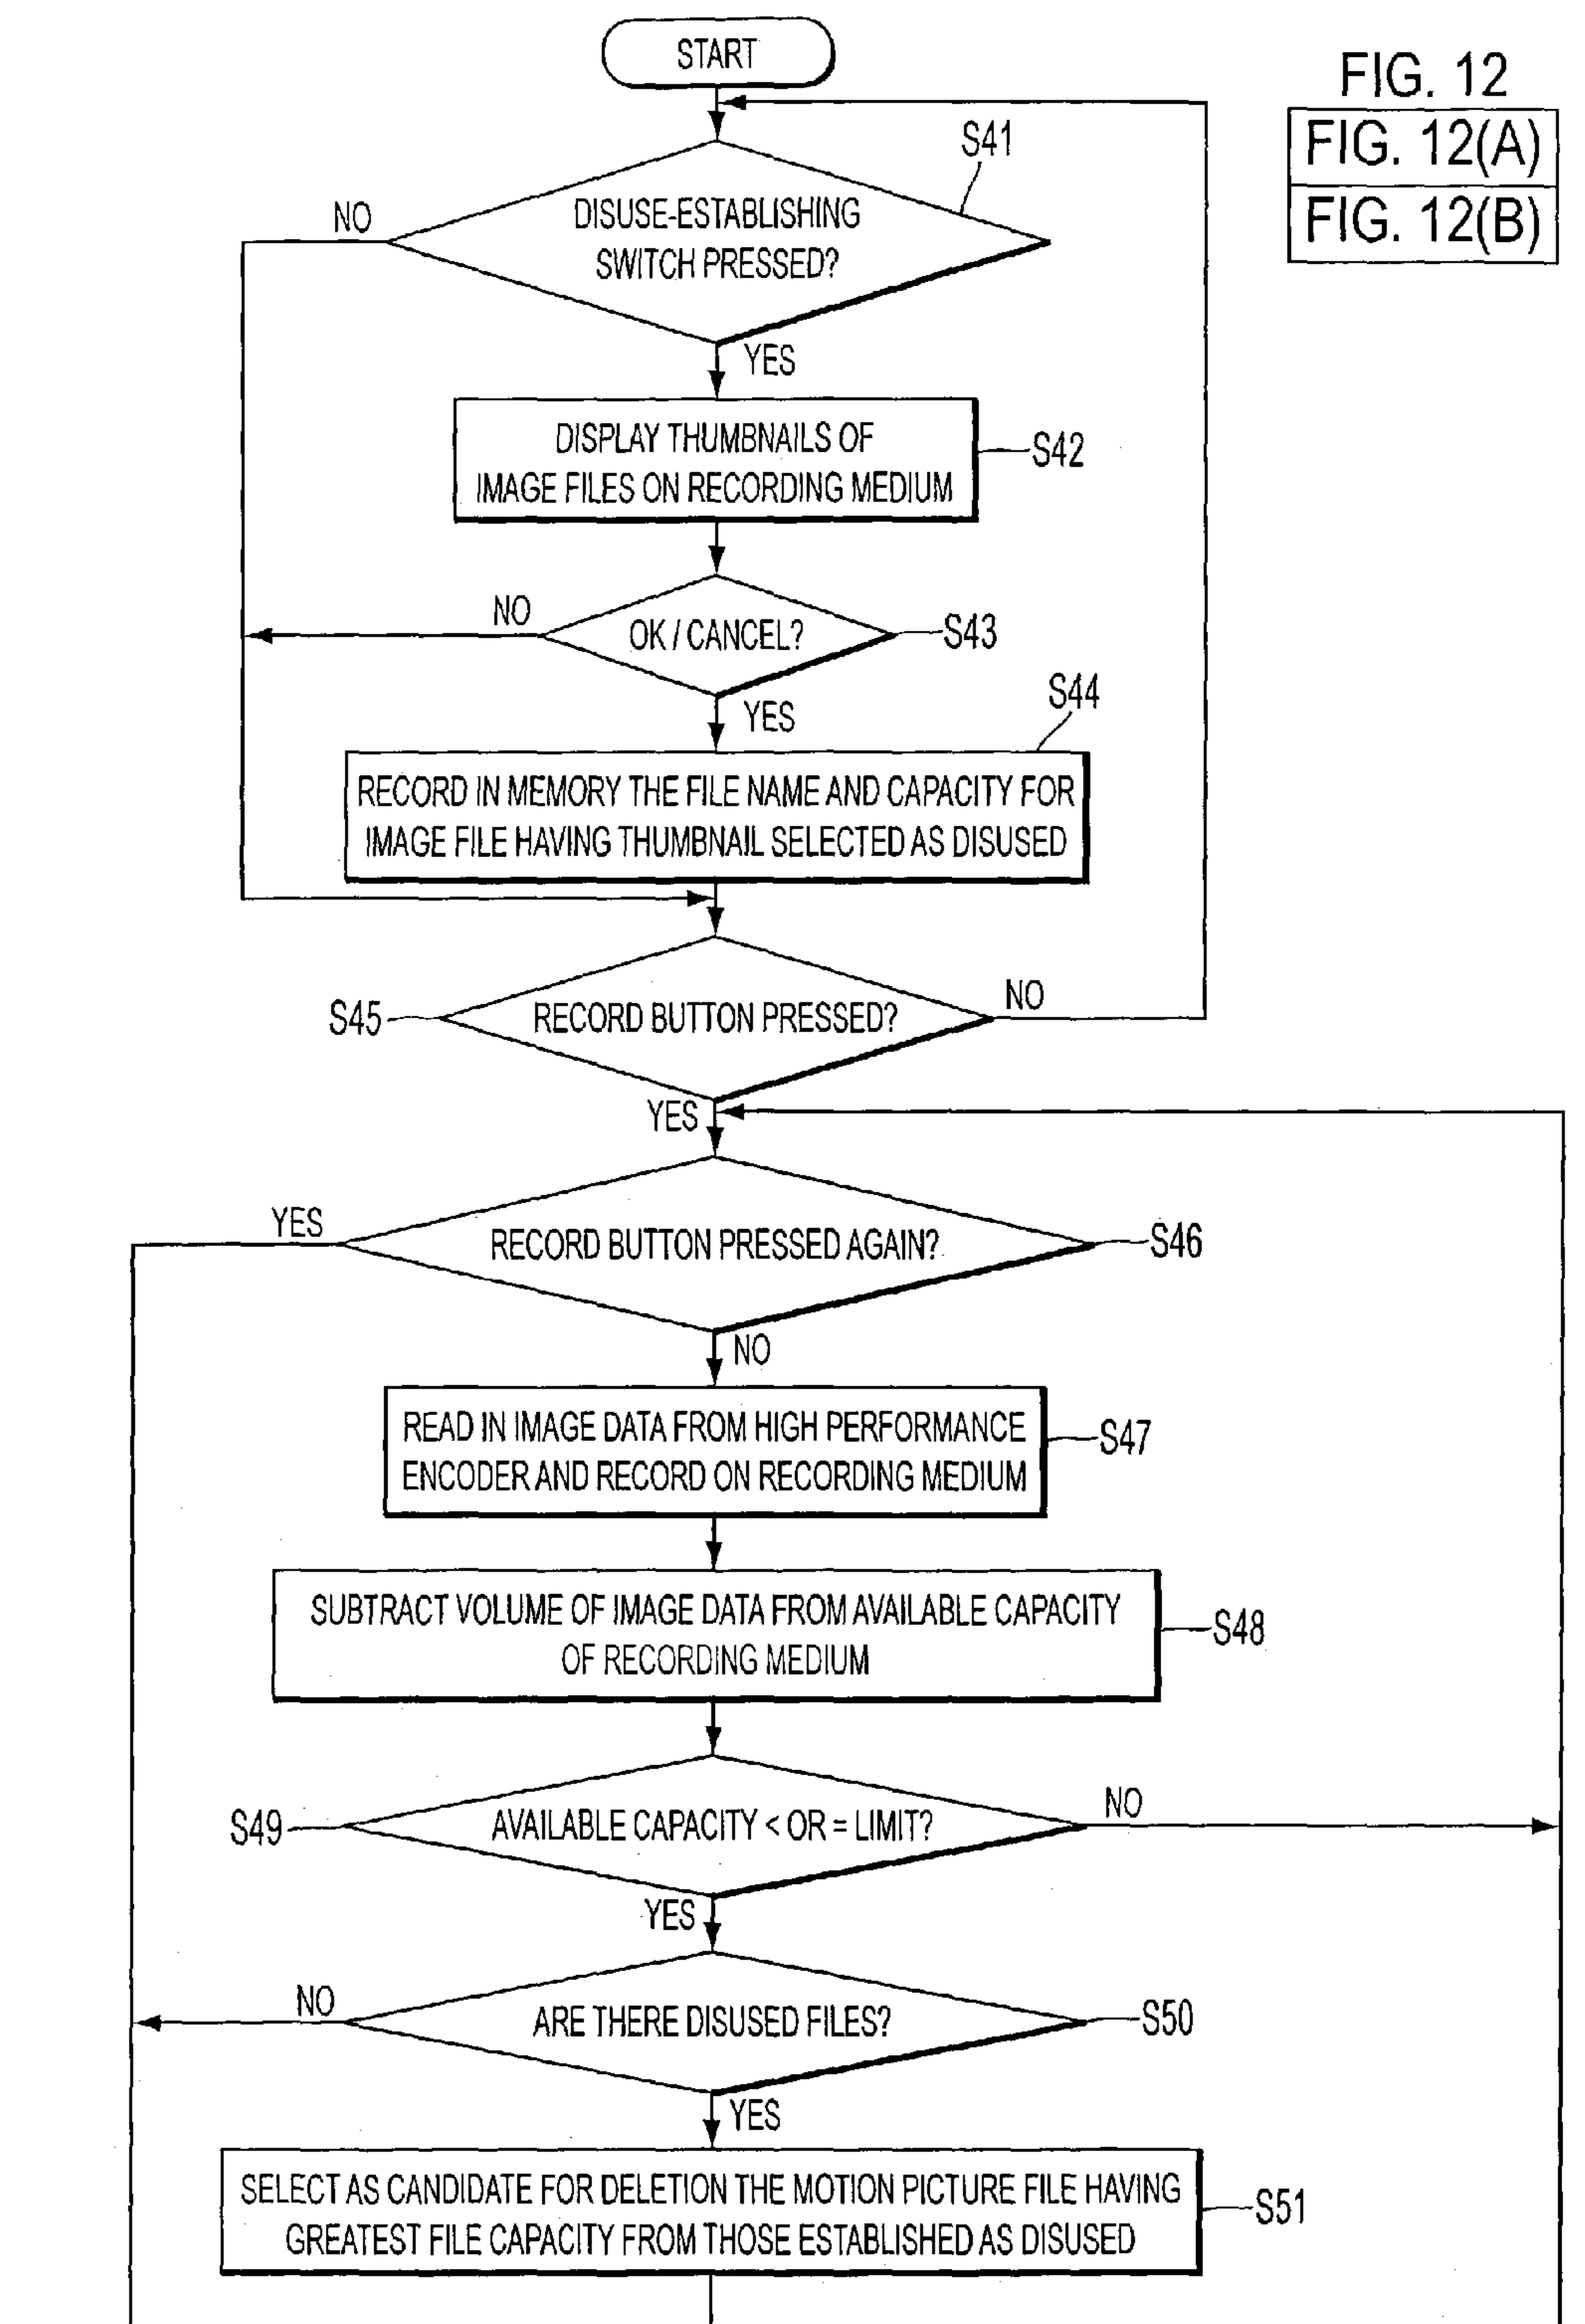 START
FIG. 12
FIG. 12(A)
FIG. 12(B)
S41
NO
DISUSE-ESTABLISHING
SWITCH PRESSED?
YES
DISPLAY THUMBNAILS OF
IMAGE FILES ON RECORDING MEDIUM
S42
NO
OK / CANCEL?
S43
YES
S44
RECORD IN MEMORY THE FILE NAME AND CAPACITY FOR
IMAGE FILE HAVING THUMBNAIL SELECTED AS DISUSED
S45
RECORD BUTTON PRESSED?
NO
YES
YES
RECORD BUTTON PRESSED AGAIN?
S46
NO
READ IN IMAGE DATA FROM HIGH PERFORMANCE
ENCODER AND RECORD ON RECORDING MEDIUM
S47
SUBTRACT VOLUME OF IMAGE DATA FROM AVAILABLE CAPACITY
OF RECORDING MEDIUM
S48
S49
AVAILABLE CAPACITY < OR = LIMIT?
NO
YES
NO
ARE THERE DISUSED FILES?
S50
YES
SELECT AS CANDIDATE FOR DELETION THE MOTION PICTURE FILE HAVING
GREATEST FILE CAPACITY FROM THOSE ESTABLISHED AS DISUSED
S51